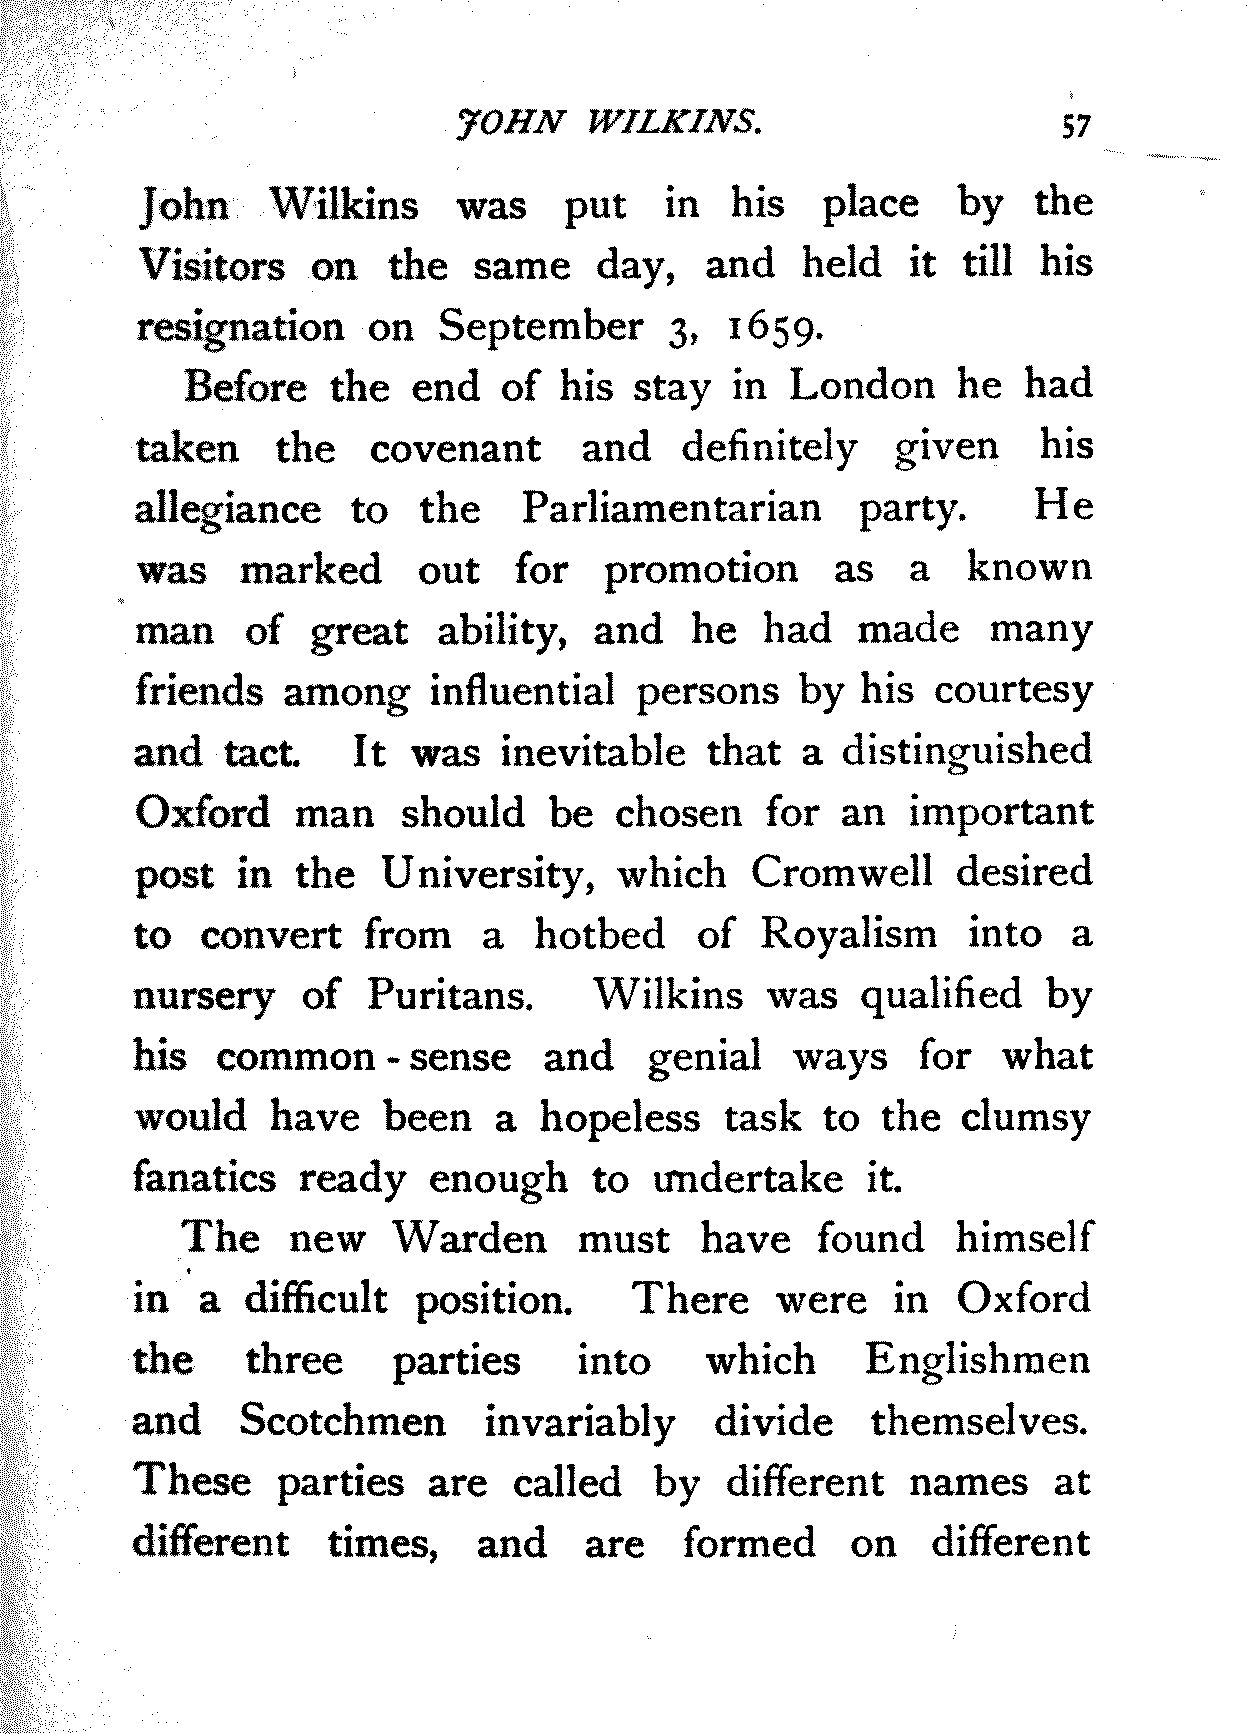 JOHN WILKINS. 57
John Wilkins was put in his place by the
Visitors on the same day, and held it till his
resignation on September 3, 1659.
Before the end of his stay in London he had
taken the covenant and definitely given his
allegiance to the Parliamentarian party. He
was marked out for promotion as a known
man of great ability, and he had made many
friends among influential persons by his courtesy
and tact. It was inevitable that a distinguished
Oxford man should be chosen for an important
post in the University, which Cromwell desired
to convert from a hotbed of Royalism into a
nursery of Puritans. Wilkins was qualified by
his common-sense and genial ways for what
would have been a hopeless task to the clumsy
fanatics ready enough to undertake it.
The new Warden must have found himself
in a difficult position. There were in Oxford
the three parties into which Englishmen
and Scotchmen invariably divide themselves.
These parties are called by different names at
different times, and are formed on different